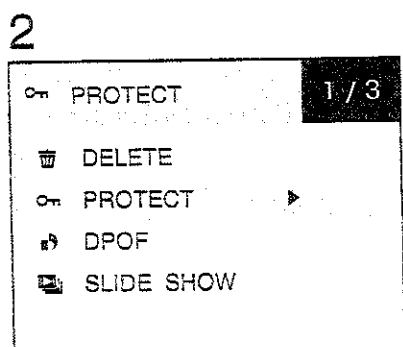 2
PROTECT 1/3
DELETE
PROTECT
DPOF
SLIDE SHOW